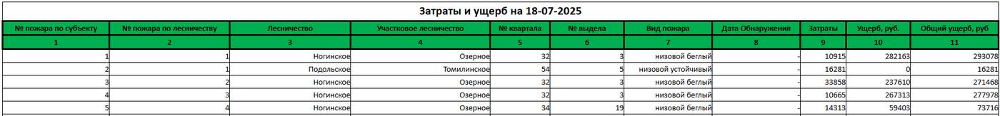 Затраты и ущерб на 18-07-2025
№ пожара по субъекту № пожара по лесничеству Лесничество Участковое лесничество № квартала № выдела Вид пожара Дата Обнаружения Затраты Ущерб, руб. Общий ущерб, руб
1 2 3 4 5 6 7 8 9 10 11
1 1 Ногинское Озерное 32 3 низовой беглый - 10915 282163 293078
2 1 Подольское Томилинское 54 5 низовой устойчивый - 16281 0 16281
3 2 Ногинское Озерное 32 3 низовой беглый - 33858 237610 271468
4 3 Ногинское Озерное 32 3 низовой беглый - 10665 267313 277978
5 4 Ногинское Озерное 34 19 низовой беглый - 14313 59403 73716